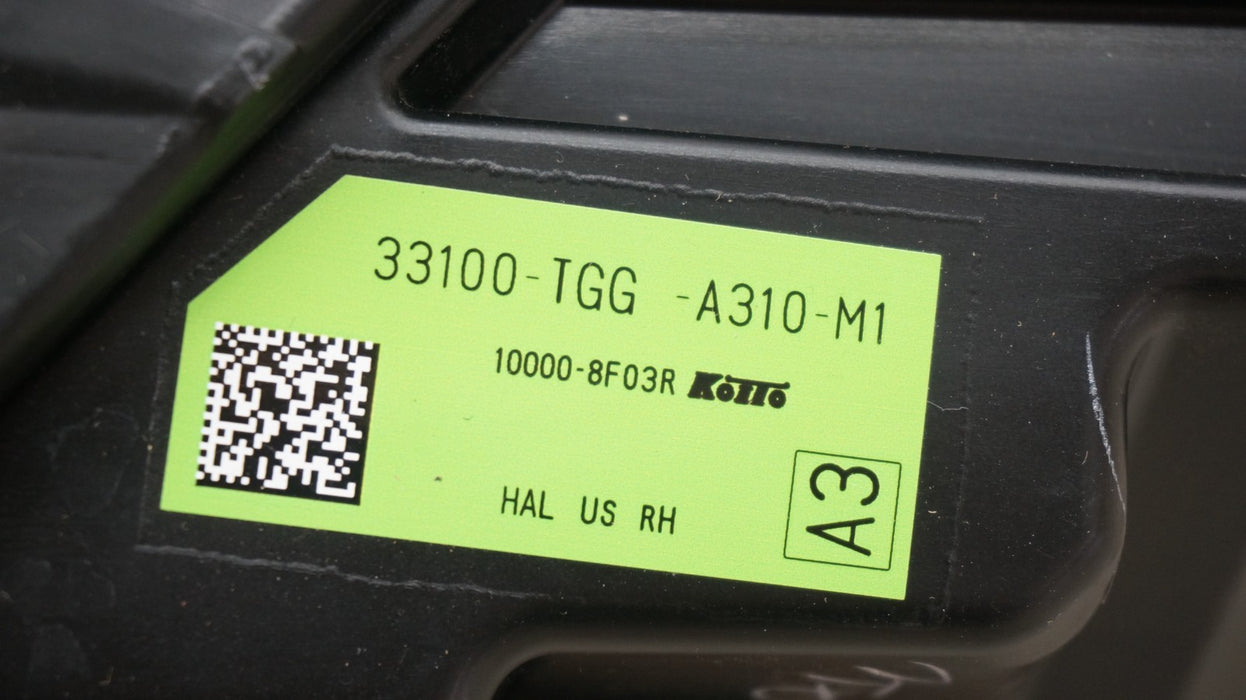 33100-TGG -A310-M1
10000-8F03R Koito
HAL US RH
A3